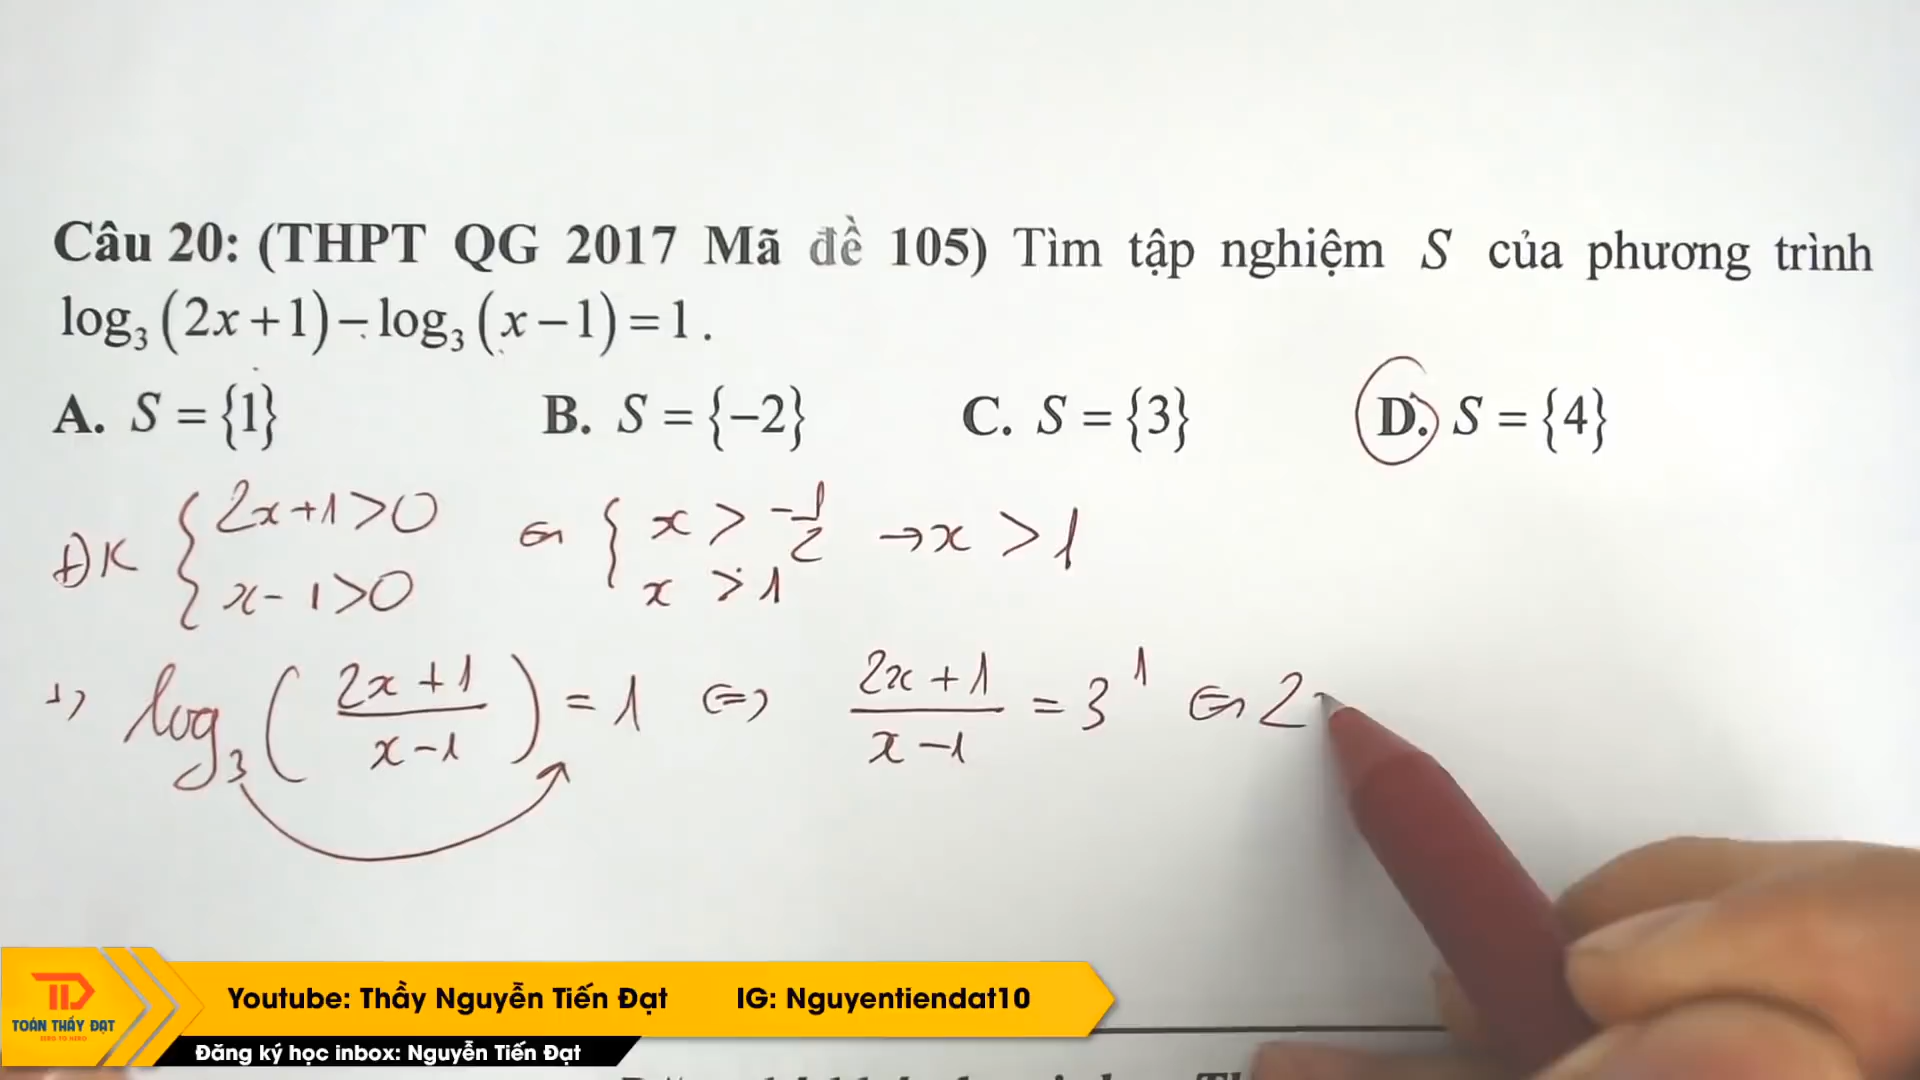 Câu 20: (THPT QG 2017 Mã đề 105) Tìm tập nghiệm S của phương trình
log₃(2x+1)−log₃(x−1)=1.
A. S = {1} B. S = {−2} C. S = {3} D. S = {4}
ĐK { 2x+1>0 ; x-1>0 ⇔ { x > -1/2 ; x > 1 → x > 1
→ log₃( (2x+1)/(x-1) ) = 1 ⇔ (2x+1)/(x-1) = 3¹ ⇔ 2
TOÁN THẦY ĐẠT
ZERO TO HERO
Youtube: Thầy Nguyễn Tiến Đạt IG: Nguyentiendat10
Đăng ký học inbox: Nguyễn Tiến Đạt